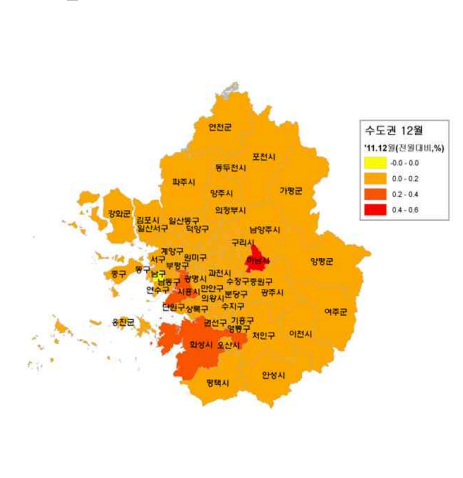 수도권 12월
'11.12월(전월대비,%)
-0.0 - 0.0
0.0 - 0.2
0.2 - 0.4
0.4 - 0.6
연천군
포천시
동두천시
파주시
양주시
가평군
의정부시
강화군
김포시
일산동구
일산서구
덕양구
남양주시
구리시
계양구
서구
원미구
부평구
하남시
양평군
중구
동구
남구
남동구
광명시
과천시
수정구
중원구
연수구
시흥시
만안구
의왕시
분당구
광주시
단원구
상록구
수지구
여주군
옹진군
권선구
기흥구
영통구
처인구
이천시
화성시
오산시
평택시
안성시